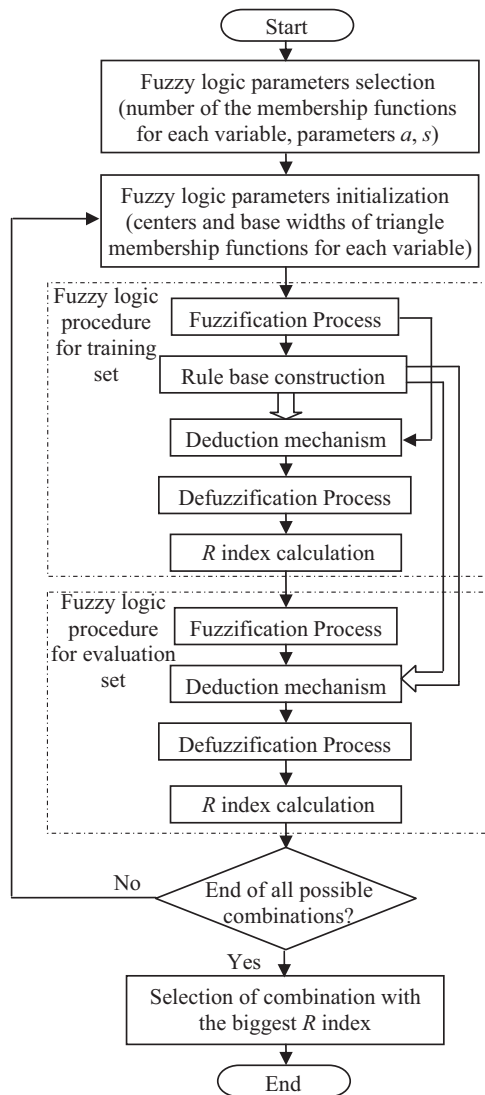 Start
Fuzzy logic parameters selection
(number of the membership functions
for each variable, parameters a, s)
Fuzzy logic parameters initialization
(centers and base widths of triangle
membership functions for each variable)
Fuzzy logic
procedure
for training
set
Fuzzification Process
Rule base construction
Deduction mechanism
Defuzzification Process
R index calculation
Fuzzy logic
procedure
for evaluation
set
Fuzzification Process
Deduction mechanism
Defuzzification Process
R index calculation
No
End of all possible
combinations?
Yes
Selection of combination with
the biggest R index
End